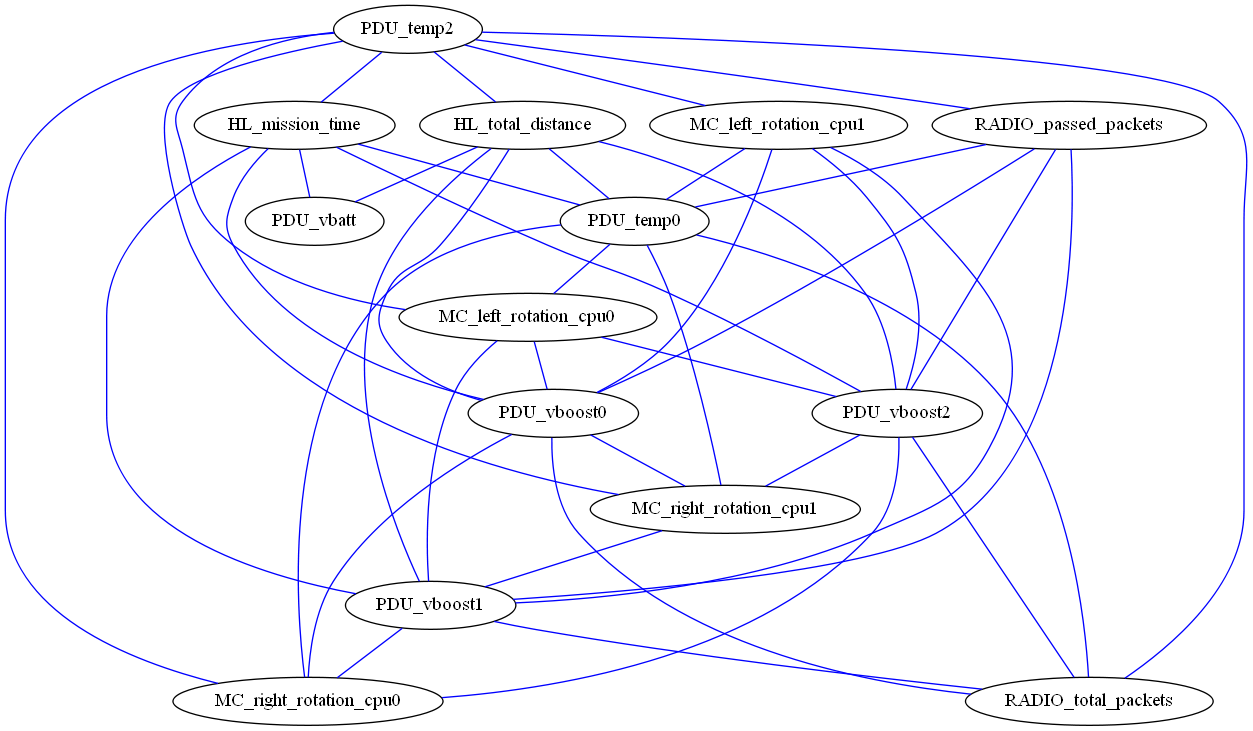 PDU_temp2
HL_mission_time
HL_total_distance
MC_left_rotation_cpu1
RADIO_passed_packets
PDU_vbatt
PDU_temp0
MC_left_rotation_cpu0
PDU_vboost0
PDU_vboost2
MC_right_rotation_cpu1
PDU_vboost1
MC_right_rotation_cpu0
RADIO_total_packets